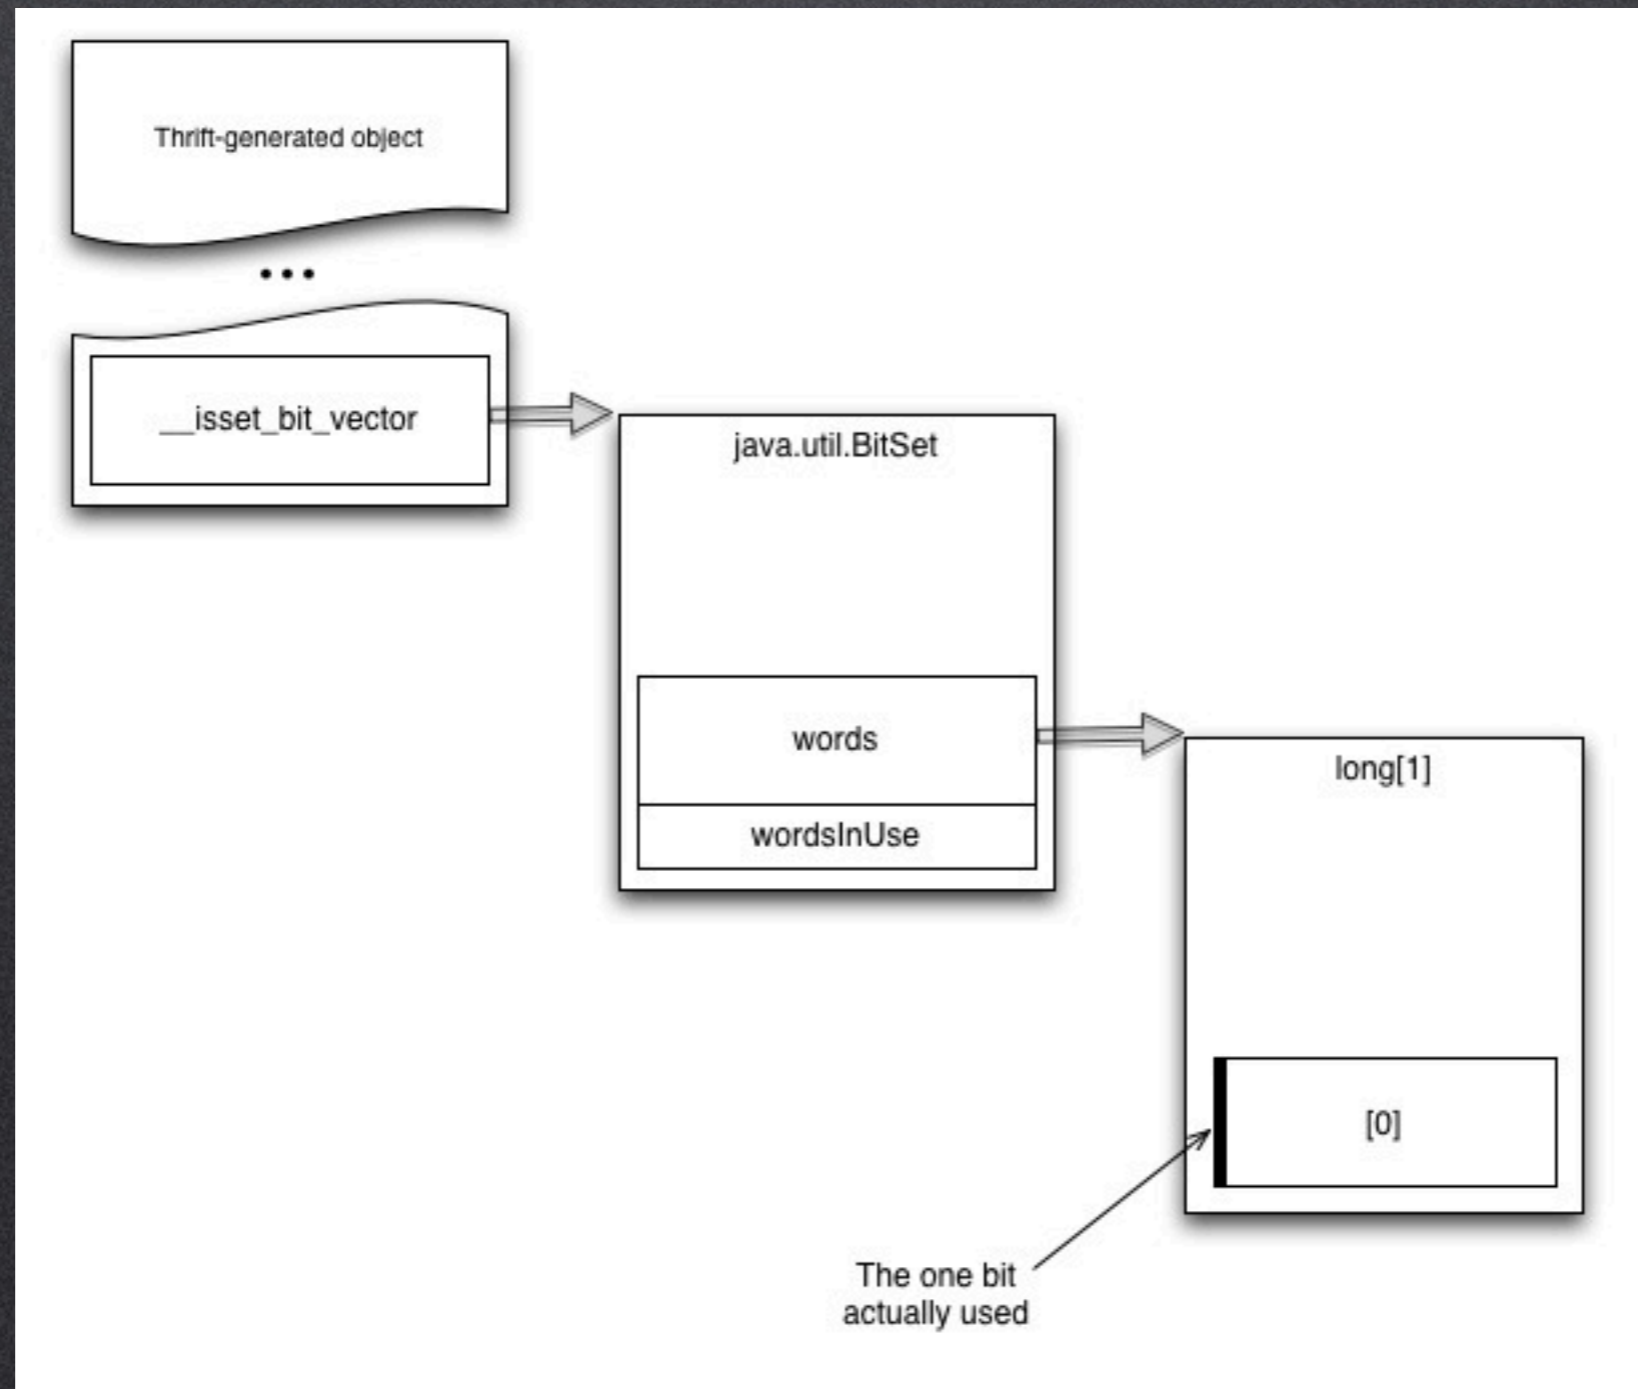 Thrift-generated object
...
__isset_bit_vector
java.util.BitSet
words
wordsInUse
long[1]
[0]
The one bit
actually used